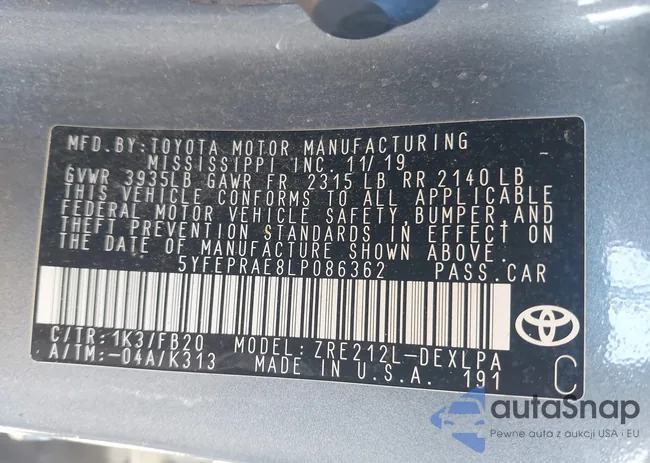 MFD.BY:TOYOTA MOTOR MANUFACTURING
MISSISSIPPI INC. 11/19
GVWR 3935LB GAWR FR 2315 LB RR 2140 LB
THIS VEHICLE CONFORMS TO ALL APPLICABLE
FEDERAL MOTOR VEHICLE SAFETY, BUMPER, AND
THEFT PREVENTION STANDARDS IN EFFECT ON
THE DATE OF MANUFACTURE SHOWN ABOVE.
5YFEPRAE8LP086362 PASS.CAR
C/TR: 1K3/FB20 MODEL: ZRE212L-DEXLPA
A/TM:-04A/K313 MADE IN U.S.A. 191 C
autaSnap
Pewne auta z aukcji USA i EU